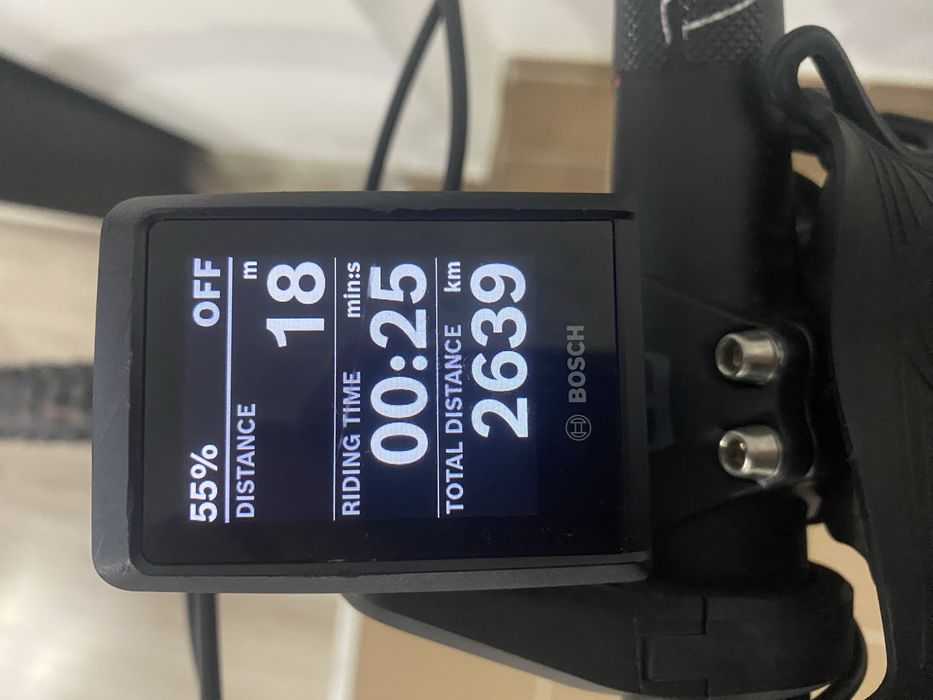 55% OFF
DISTANCE m
18
RIDING TIME min:s
00:25
TOTAL DISTANCE km
2639
BOSCH